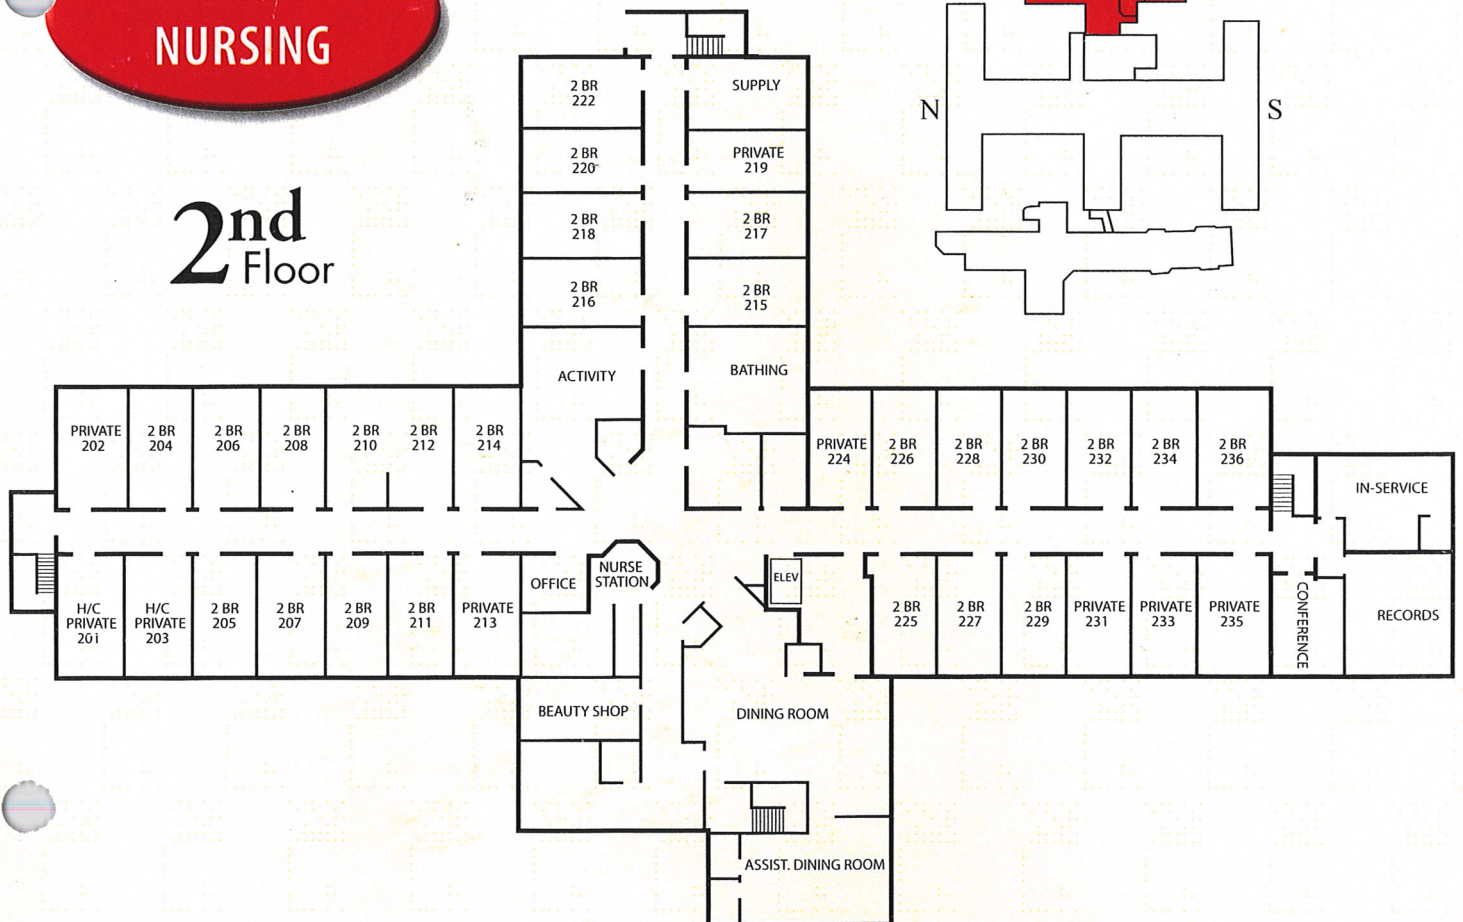 NURSING
2nd
Floor
N
S
2 BR
222
SUPPLY
2 BR
220
PRIVATE
219
2 BR
218
2 BR
217
2 BR
216
2 BR
215
ACTIVITY
BATHING
PRIVATE
202
2 BR
204
2 BR
206
2 BR
208
2 BR
210
2 BR
212
2 BR
214
PRIVATE
224
2 BR
226
2 BR
228
2 BR
230
2 BR
232
2 BR
234
2 BR
236
IN-SERVICE
H/C
PRIVATE
201
H/C
PRIVATE
203
2 BR
205
2 BR
207
2 BR
209
2 BR
211
PRIVATE
213
OFFICE
NURSE
STATION
ELEV
2 BR
225
2 BR
227
2 BR
229
PRIVATE
231
PRIVATE
233
PRIVATE
235
CONFERENCE
RECORDS
BEAUTY SHOP
DINING ROOM
ASSIST. DINING ROOM